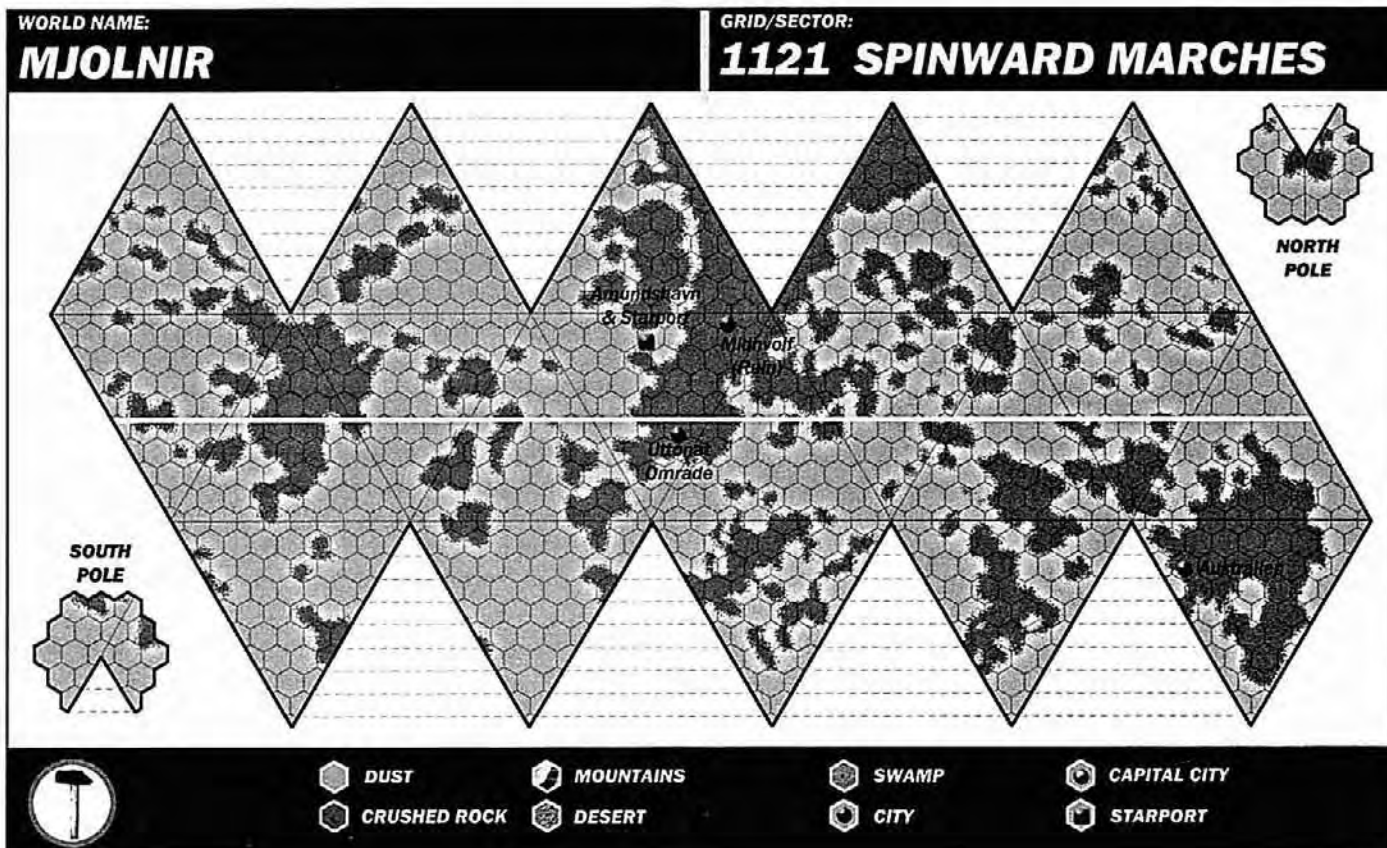 WORLD NAME:
MJOLNIR
GRID/SECTOR:
1121 SPINWARD MARCHES
NORTH
POLE
Amundshavn
& Starport
Midnvolf
(Ruin)
Uttogat
Omrade
SOUTH
POLE
Australien
DUST
MOUNTAINS
SWAMP
CAPITAL CITY
CRUSHED ROCK
DESERT
CITY
STARPORT